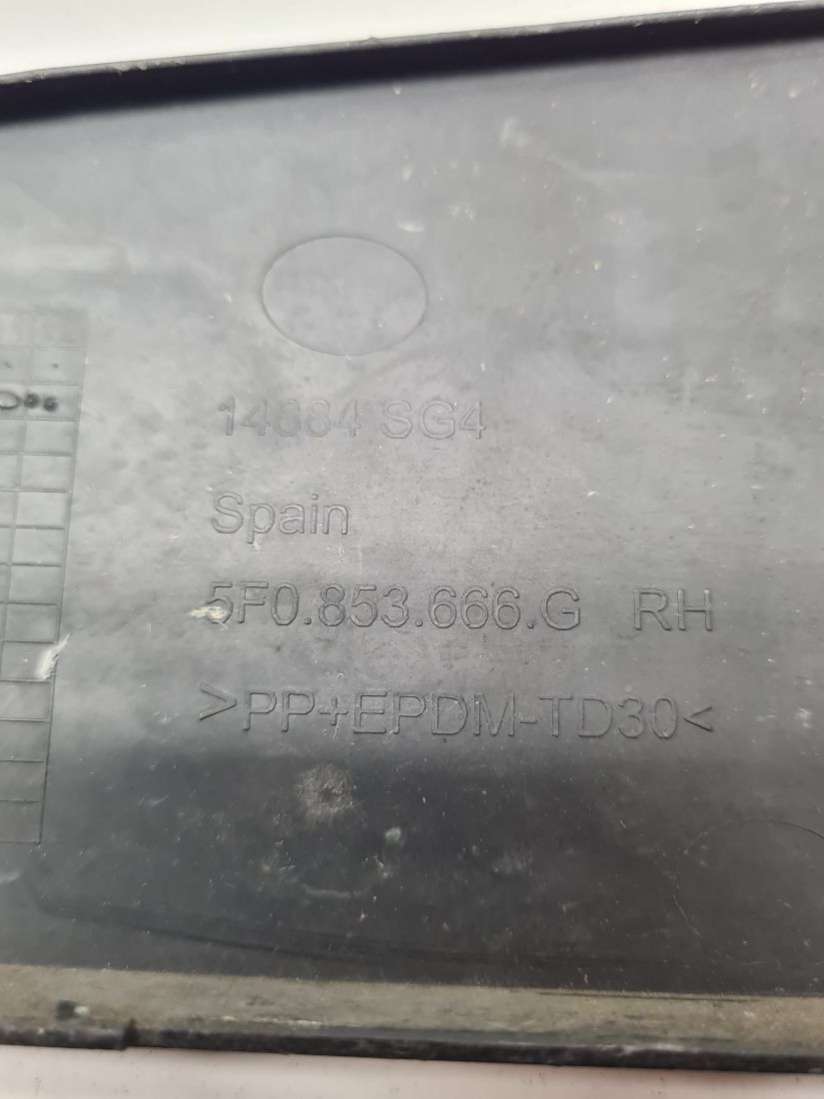 14684 SG4
Spain
5F0.853.666.G RH
>PP+EPDM-TD30<